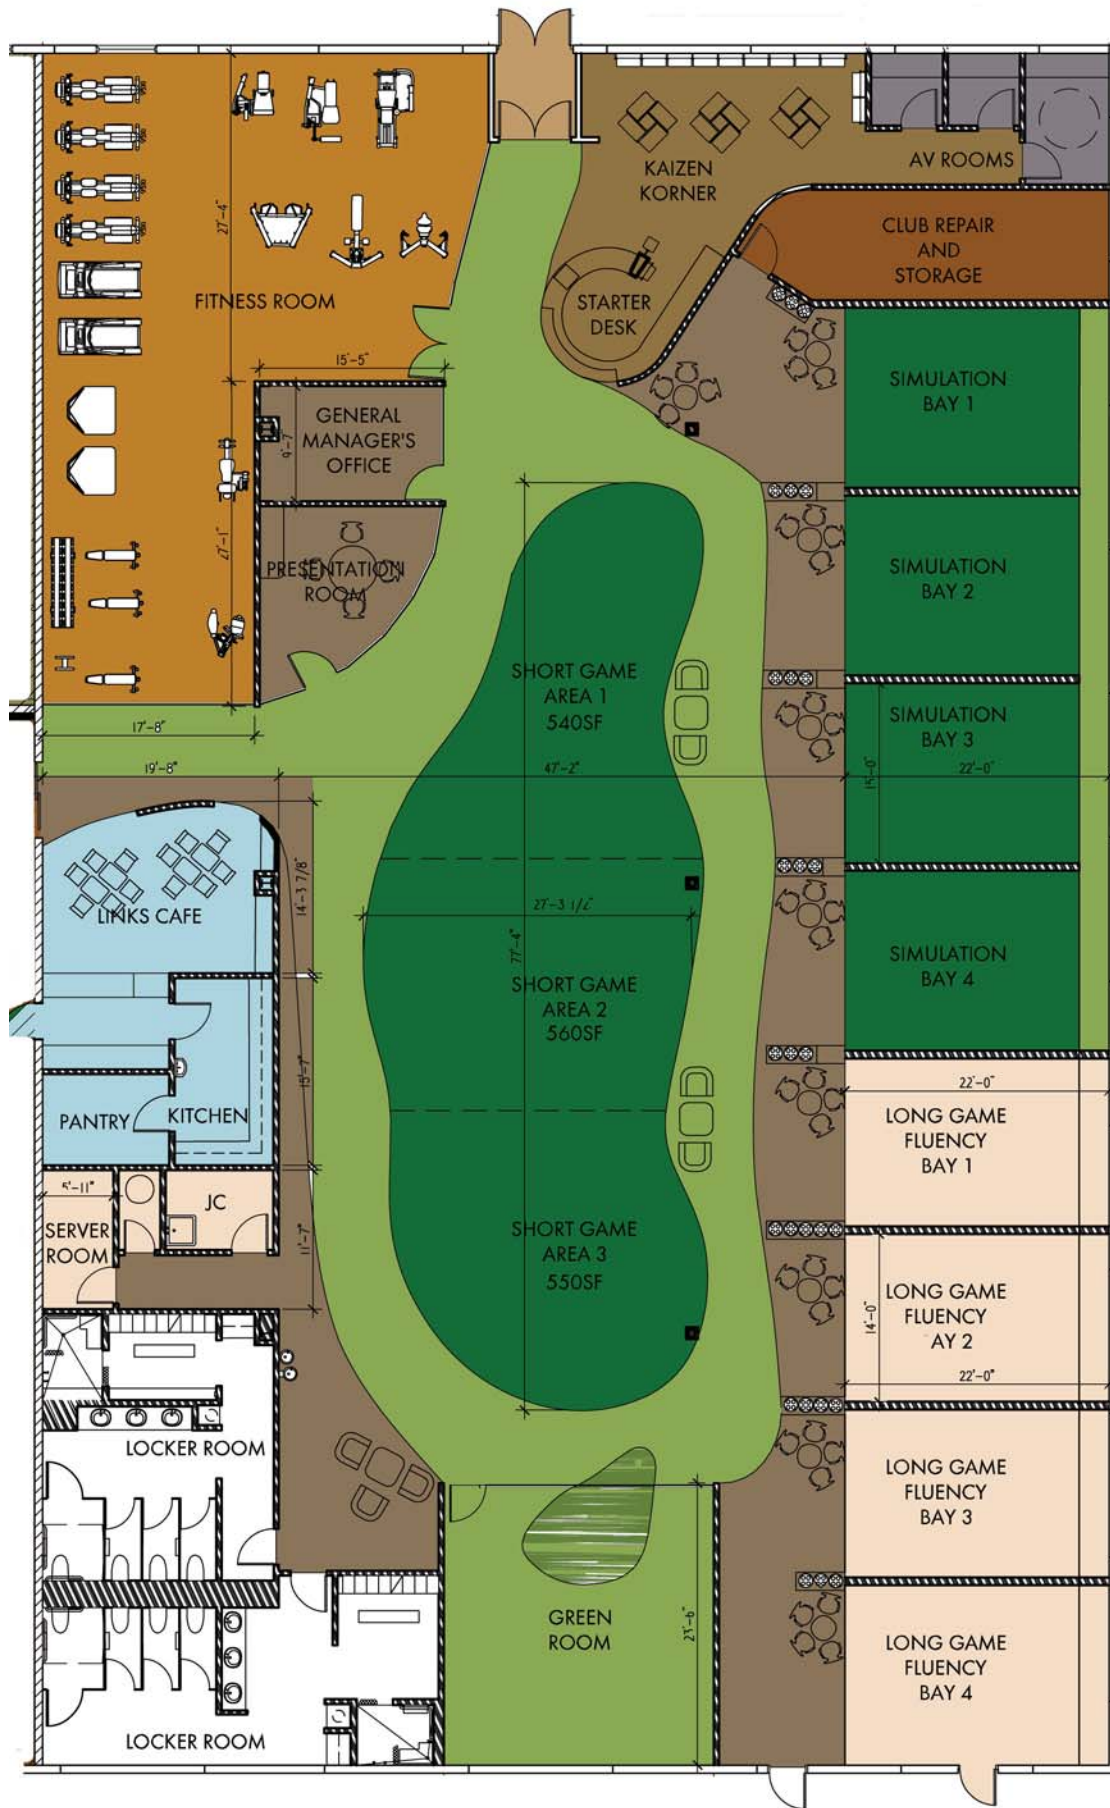 KAIZEN
KORNER
AV ROOMS
CLUB REPAIR
AND
STORAGE
27'-4"
FITNESS ROOM
STARTER
DESK
15'-5"
GENERAL
MANAGER'S
OFFICE
9'-7
SIMULATION
BAY 1
27'-1"
PRESENTATION
ROOM
SIMULATION
BAY 2
SHORT GAME
AREA 1
540SF
SIMULATION
BAY 3
17'-8"
19'-8"
47'-2"
15'-0"
22'-0"
14'-3 7/8"
LINKS CAFE
27'-3 1/2"
77'-4"
SIMULATION
BAY 4
SHORT GAME
AREA 2
560SF
15'-7"
PANTRY
KITCHEN
22'-0"
LONG GAME
FLUENCY
BAY 1
5'-11"
JC
SERVER
ROOM
11'-7"
SHORT GAME
AREA 3
550SF
LONG GAME
FLUENCY
AY 2
14'-0"
22'-0"
LOCKER ROOM
LONG GAME
FLUENCY
BAY 3
GREEN
ROOM
23'-6"
LONG GAME
FLUENCY
BAY 4
LOCKER ROOM